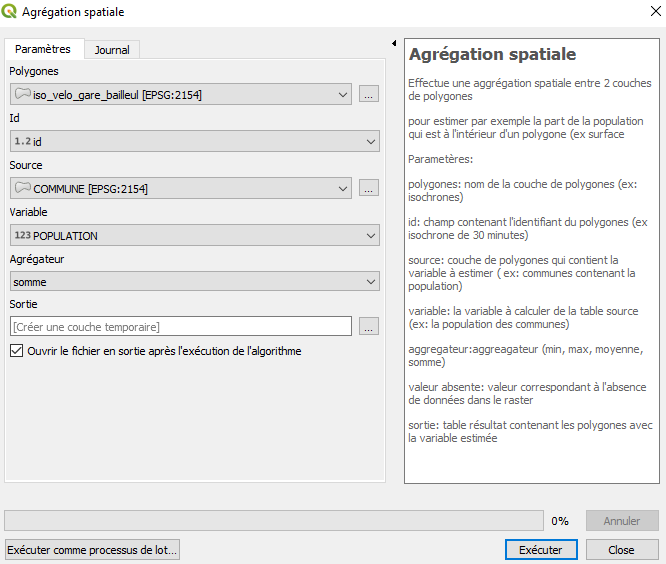 Agrégation spatiale
Paramètres
Journal
Polygones
iso_velo_gare_bailleul [EPSG:2154]
...
Id
1.2 id
Source
COMMUNE [EPSG:2154]
...
Variable
123 POPULATION
Agrégateur
somme
Sortie
[Créer une couche temporaire]
...
Ouvrir le fichier en sortie après l'exécution de l'algorithme
Agrégation spatiale
Effectue une aggrégation spatiale entre 2 couches
de polygones
pour estimer par exemple la part de la population
qui est à l'intérieur d'un polygone (ex surface
Parametères:
polygones: nom de la couche de polygones (ex:
isochrones)
id: champ contenant l'identifiant du polygones (ex
isochrone de 30 minutes)
source: couche de polygones qui contient la
variable à estimer ( ex: communes contenant la
population)
variable: la variable à calculer de la table source
(ex: la population des communes)
aggregateur:aggreagateur (min, max, moyenne,
somme)
valeur absente: valeur correspondant à l'absence
de données dans le raster
sortie: table résultat contenant les polygones avec
la variable estimée
0%
Annuler
Exécuter comme processus de lot...
Exécuter
Close